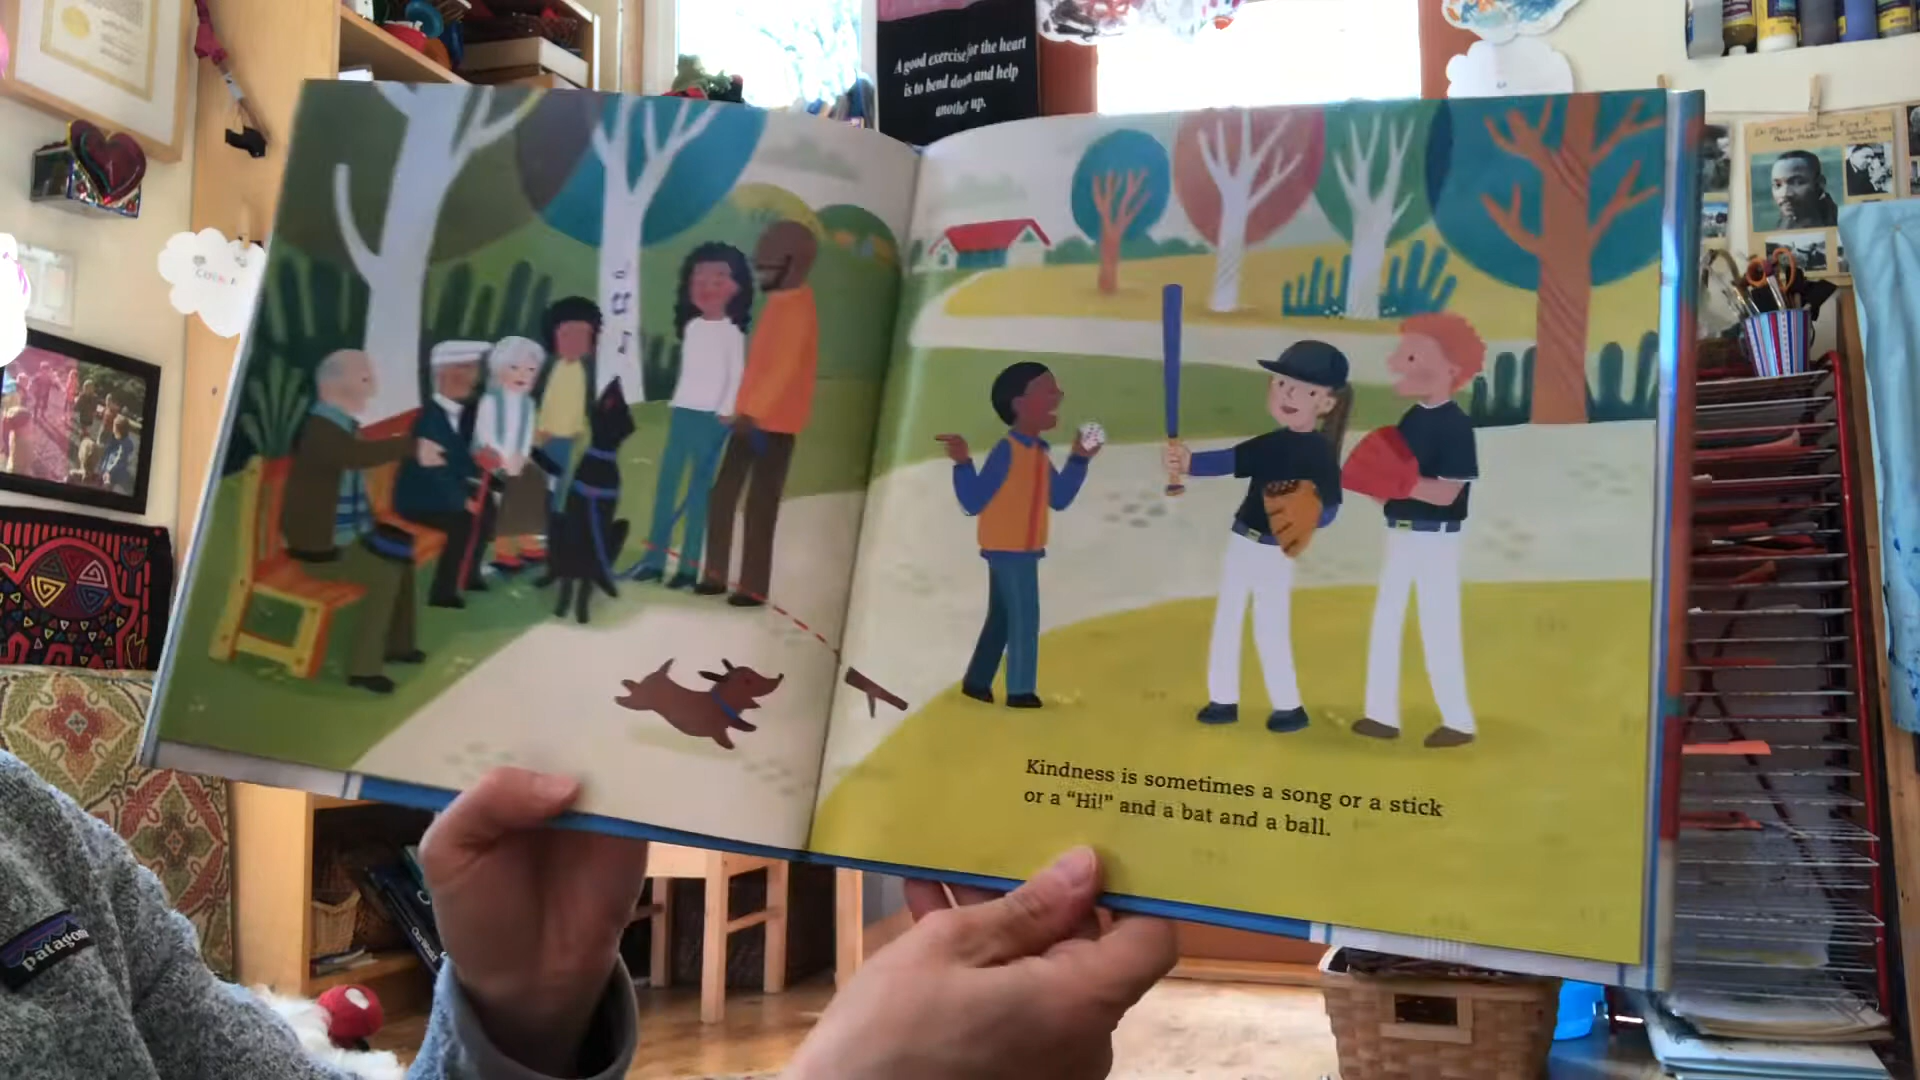 A good exercise for the heart
is to bend down and help
another up.
Kindness is sometimes a song or a stick
or a “Hi!” and a bat and a ball.
patagonia